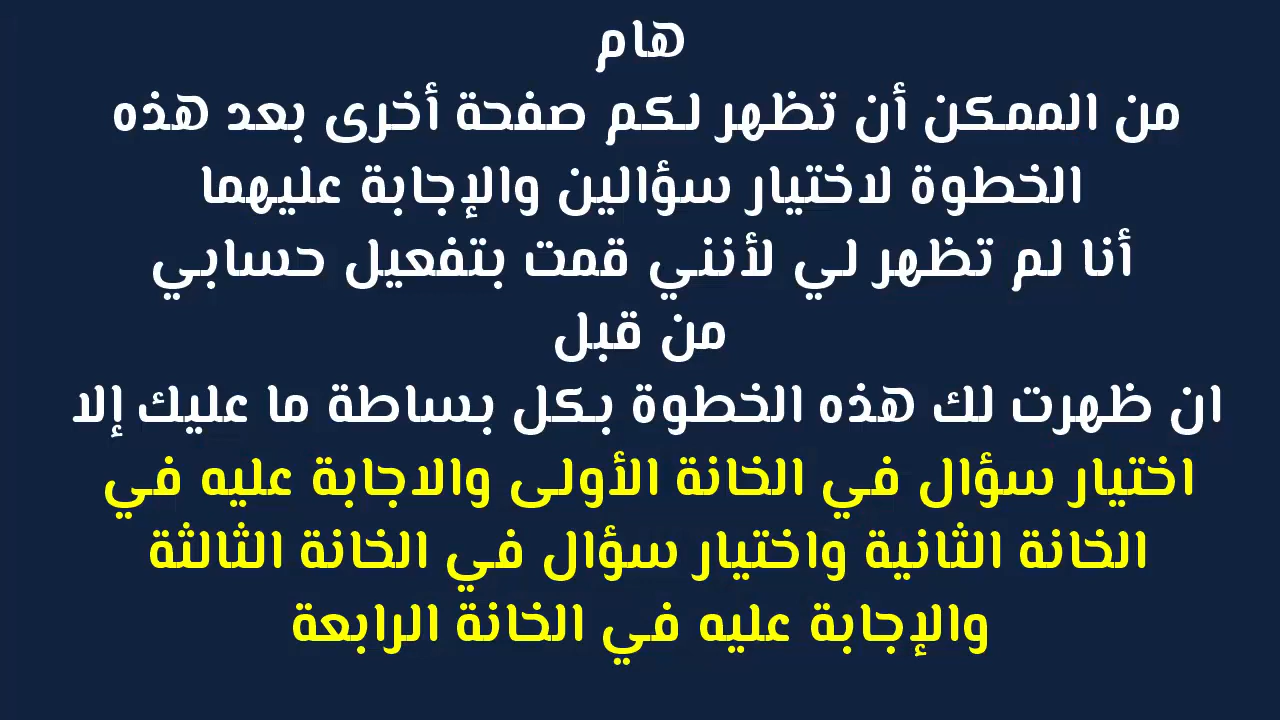 هام
من الممكن أن تظهر لكم صفحة أخرى بعد هذه
الخطوة لاختيار سؤالين والإجابة عليهما
أنا لم تظهر لي لأنني قمت بتفعيل حسابي
من قبل
ان ظهرت لك هذه الخطوة بكل بساطة ما عليك إلا
اختيار سؤال في الخانة الأولى والاجابة عليه في
الخانة الثانية واختيار سؤال في الخانة الثالثة
والإجابة عليه في الخانة الرابعة